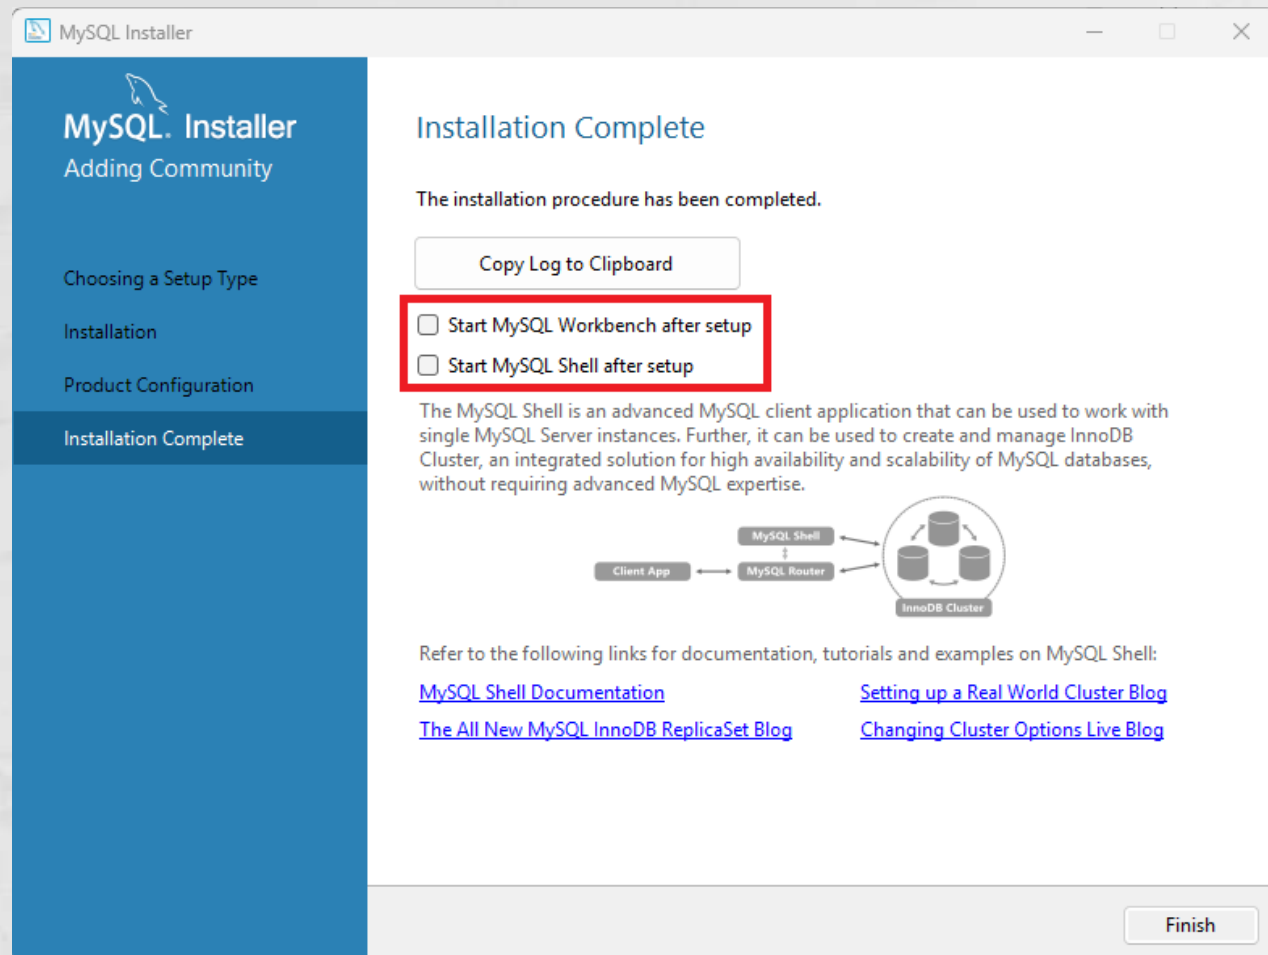 MySQL Installer
MySQL. Installer
Adding Community
Choosing a Setup Type
Installation
Product Configuration
Installation Complete
Installation Complete
The installation procedure has been completed.
Copy Log to Clipboard
Start MySQL Workbench after setup
Start MySQL Shell after setup
The MySQL Shell is an advanced MySQL client application that can be used to work with
single MySQL Server instances. Further, it can be used to create and manage InnoDB
Cluster, an integrated solution for high availability and scalability of MySQL databases,
without requiring advanced MySQL expertise.
MySQL Shell
Client App
MySQL Router
InnoDB Cluster
Refer to the following links for documentation, tutorials and examples on MySQL Shell:
MySQL Shell Documentation
Setting up a Real World Cluster Blog
The All New MySQL InnoDB ReplicaSet Blog
Changing Cluster Options Live Blog
Finish